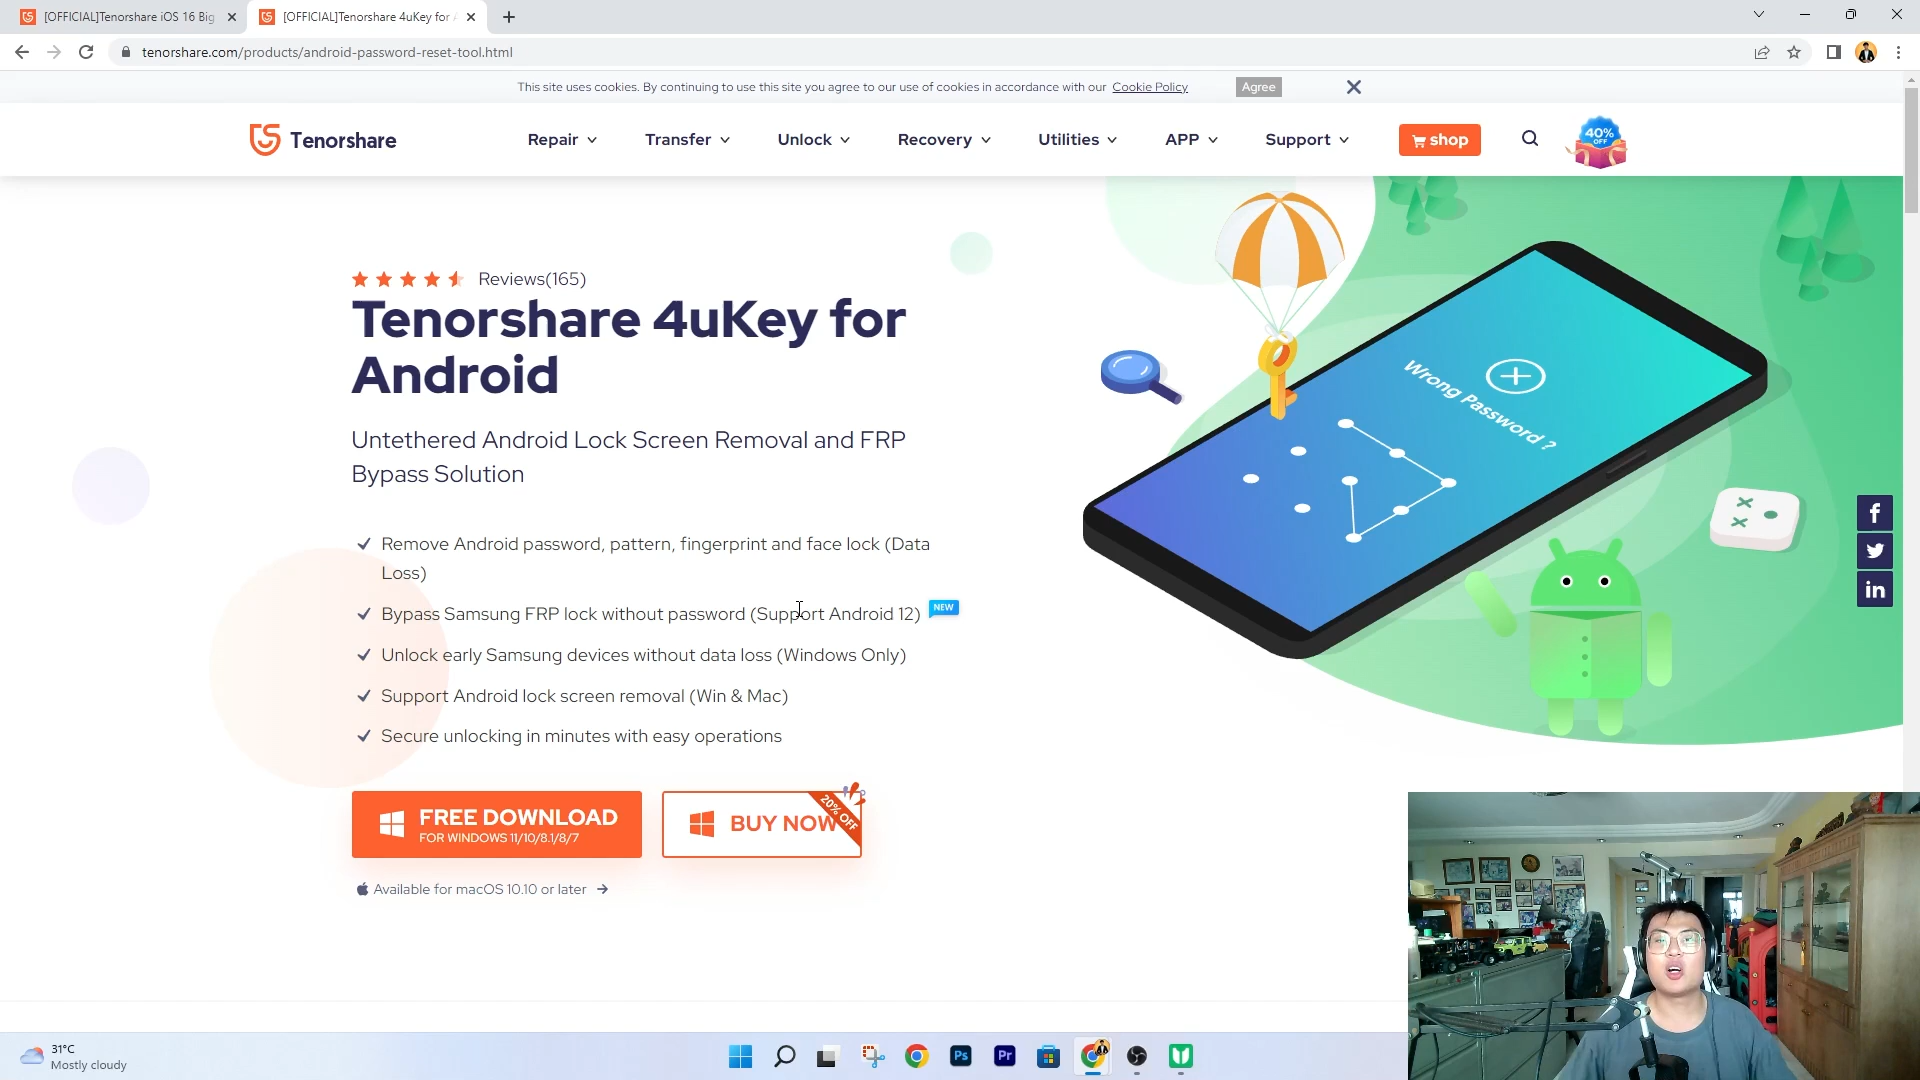 [OFFICIAL]Tenorshare iOS 16 Big
[OFFICIAL]Tenorshare 4uKey for
tenorshare.com/products/android-password-reset-tool.html
This site uses cookies. By continuing to use this site you agree to our use of cookies in accordance with our Cookie Policy
Agree
Tenorshare
Repair
Transfer
Unlock
Recovery
Utilities
APP
Support
shop
40%
OFF
Reviews(165)
Tenorshare 4uKey for
Android
Untethered Android Lock Screen Removal and FRP
Bypass Solution
Remove Android password, pattern, fingerprint and face lock (Data
Loss)
Bypass Samsung FRP lock without password (Support Android 12)
NEW
Unlock early Samsung devices without data loss (Windows Only)
Support Android lock screen removal (Win & Mac)
Secure unlocking in minutes with easy operations
FREE DOWNLOAD
FOR WINDOWS 11/10/8.1/8/7
BUY NOW
20% OFF
Available for macOS 10.10 or later
Wrong Password ?
f
in
31°C
Mostly cloudy
Ps
Pr